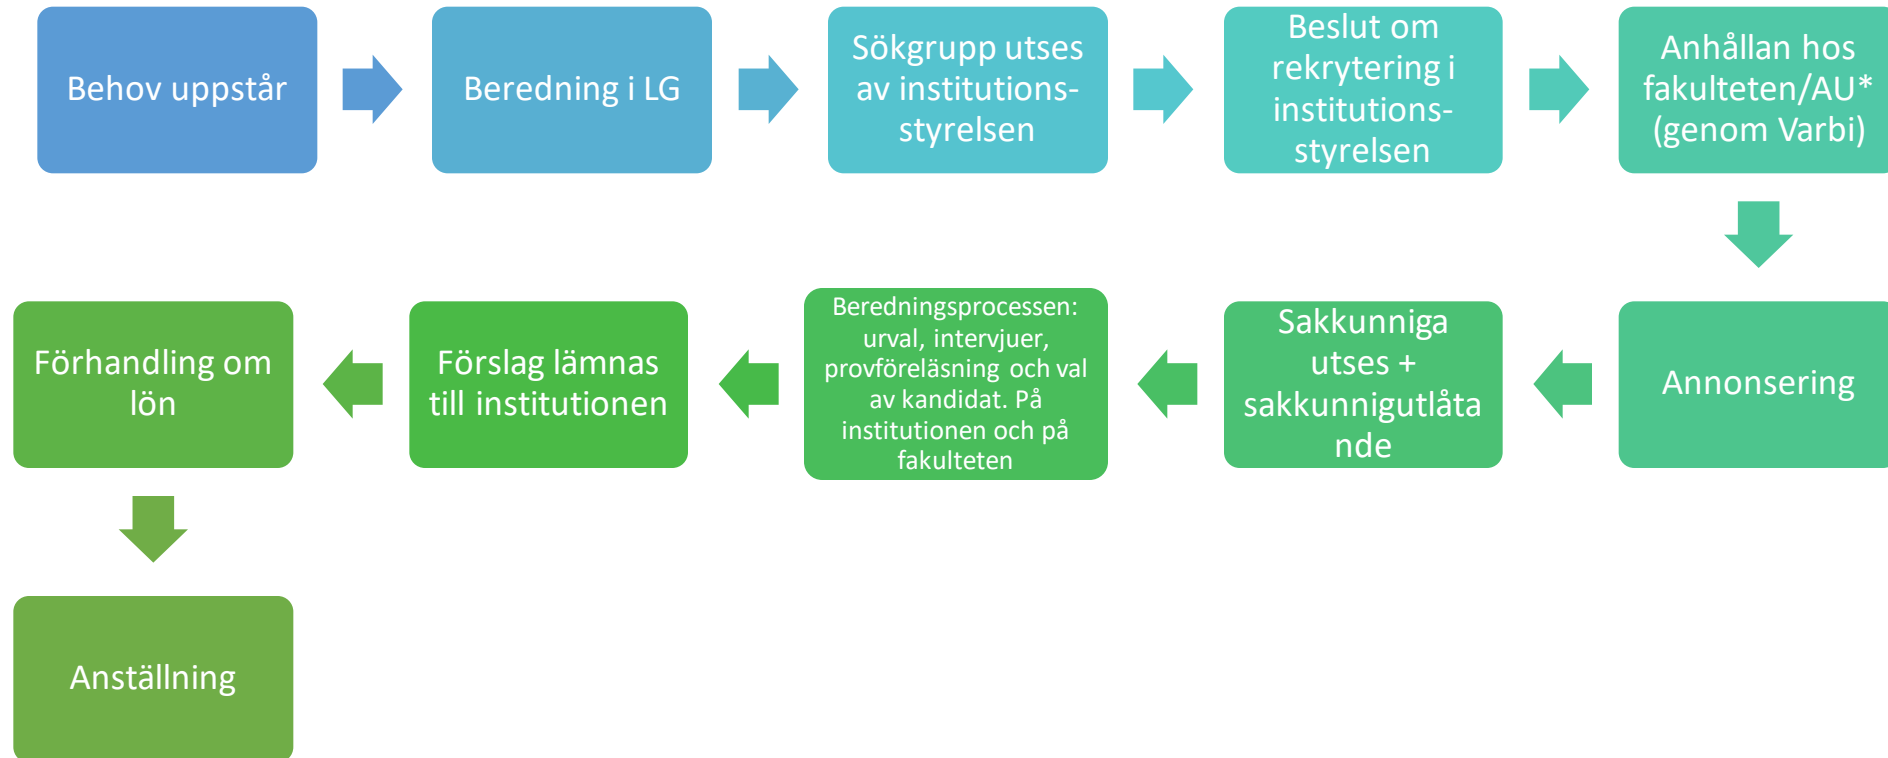 Behov uppstår
Beredning i LG
Sökgrupp utses
av institutions-
styrelsen
Beslut om
rekrytering i
institutions-
styrelsen
Anhållan hos
fakulteten/AU*
(genom Varbi)
Annonsering
Sakkunniga
utses +
sakkunnigutlåta
nde
Beredningsprocessen:
urval, intervjuer,
provföreläsning och val
av kandidat. På
institutionen och på
fakulteten
Förslag lämnas
till institutionen
Förhandling om
lön
Anställning